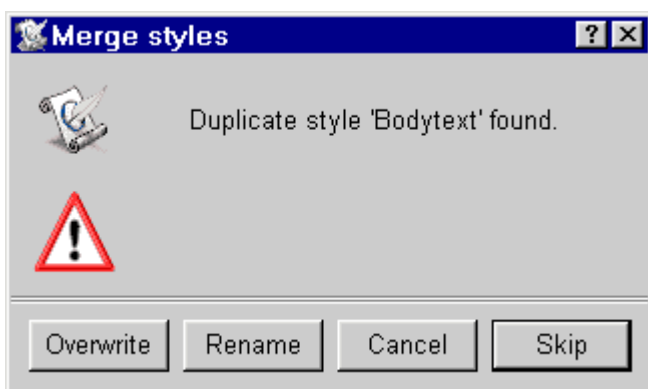 Merge styles
Duplicate style 'Bodytext' found.
Overwrite Rename Cancel Skip